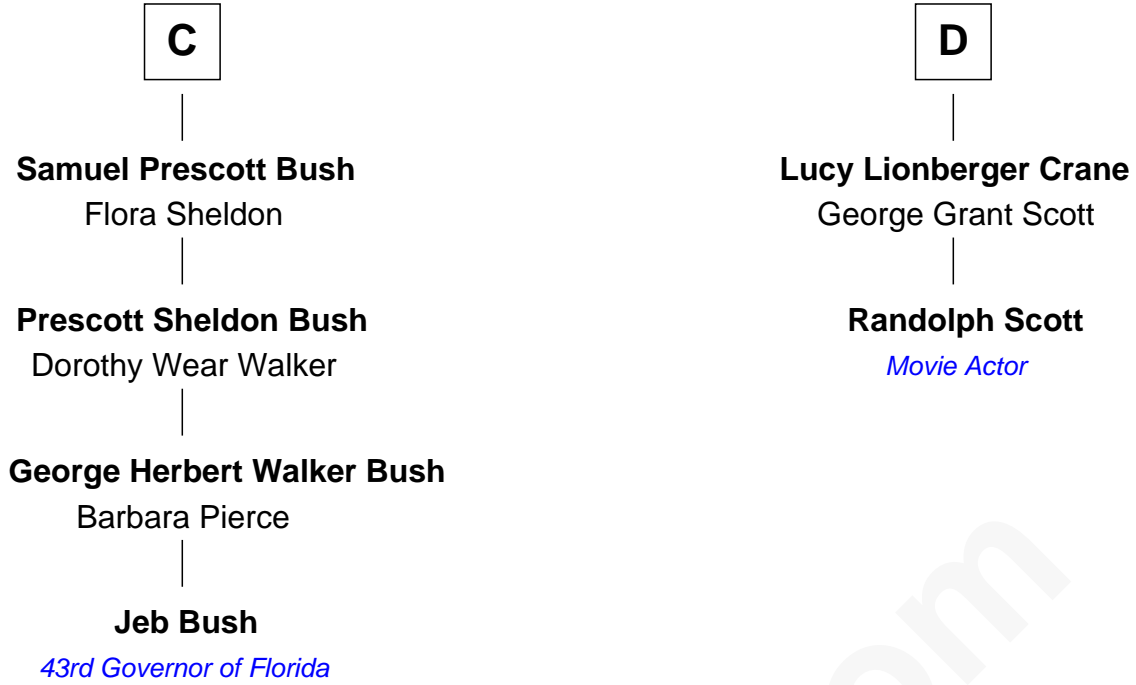 C
Samuel Prescott Bush
Flora Sheldon
Prescott Sheldon Bush
Dorothy Wear Walker
George Herbert Walker Bush
Barbara Pierce
Jeb Bush
43rd Governor of Florida
D
Lucy Lionberger Crane
George Grant Scott
Randolph Scott
Movie Actor
om